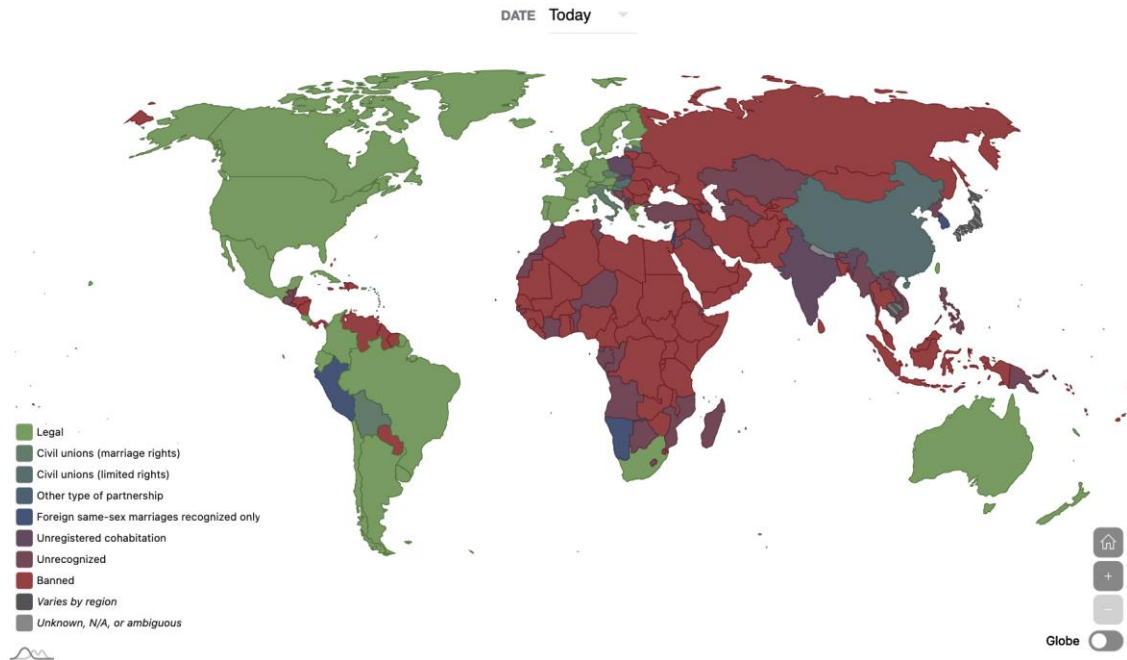 DATE Today
Legal
Civil unions (marriage rights)
Civil unions (limited rights)
Other type of partnership
Foreign same-sex marriages recognized only
Unregistered cohabitation
Unrecognized
Banned
Varies by region
Unknown, N/A, or ambiguous
Globe